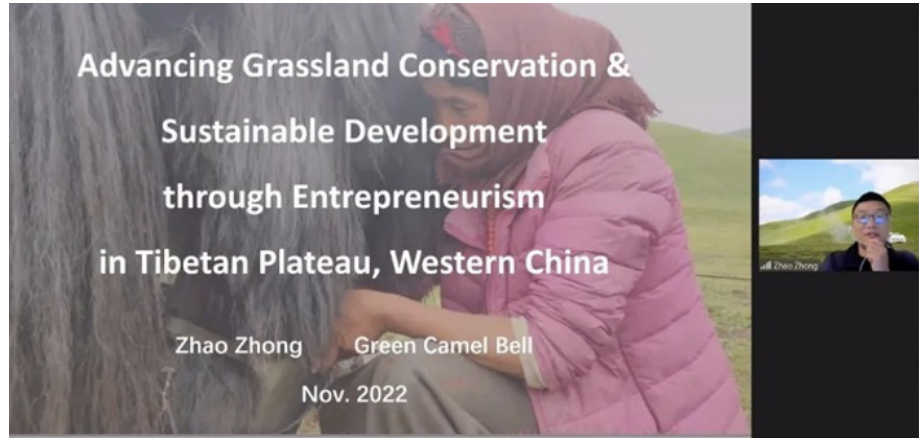 Advancing Grassland Conservation &
Sustainable Development
through Entrepreneurism
in Tibetan Plateau, Western China
Zhao Zhong Green Camel Bell
Nov. 2022
Zhao Zhong